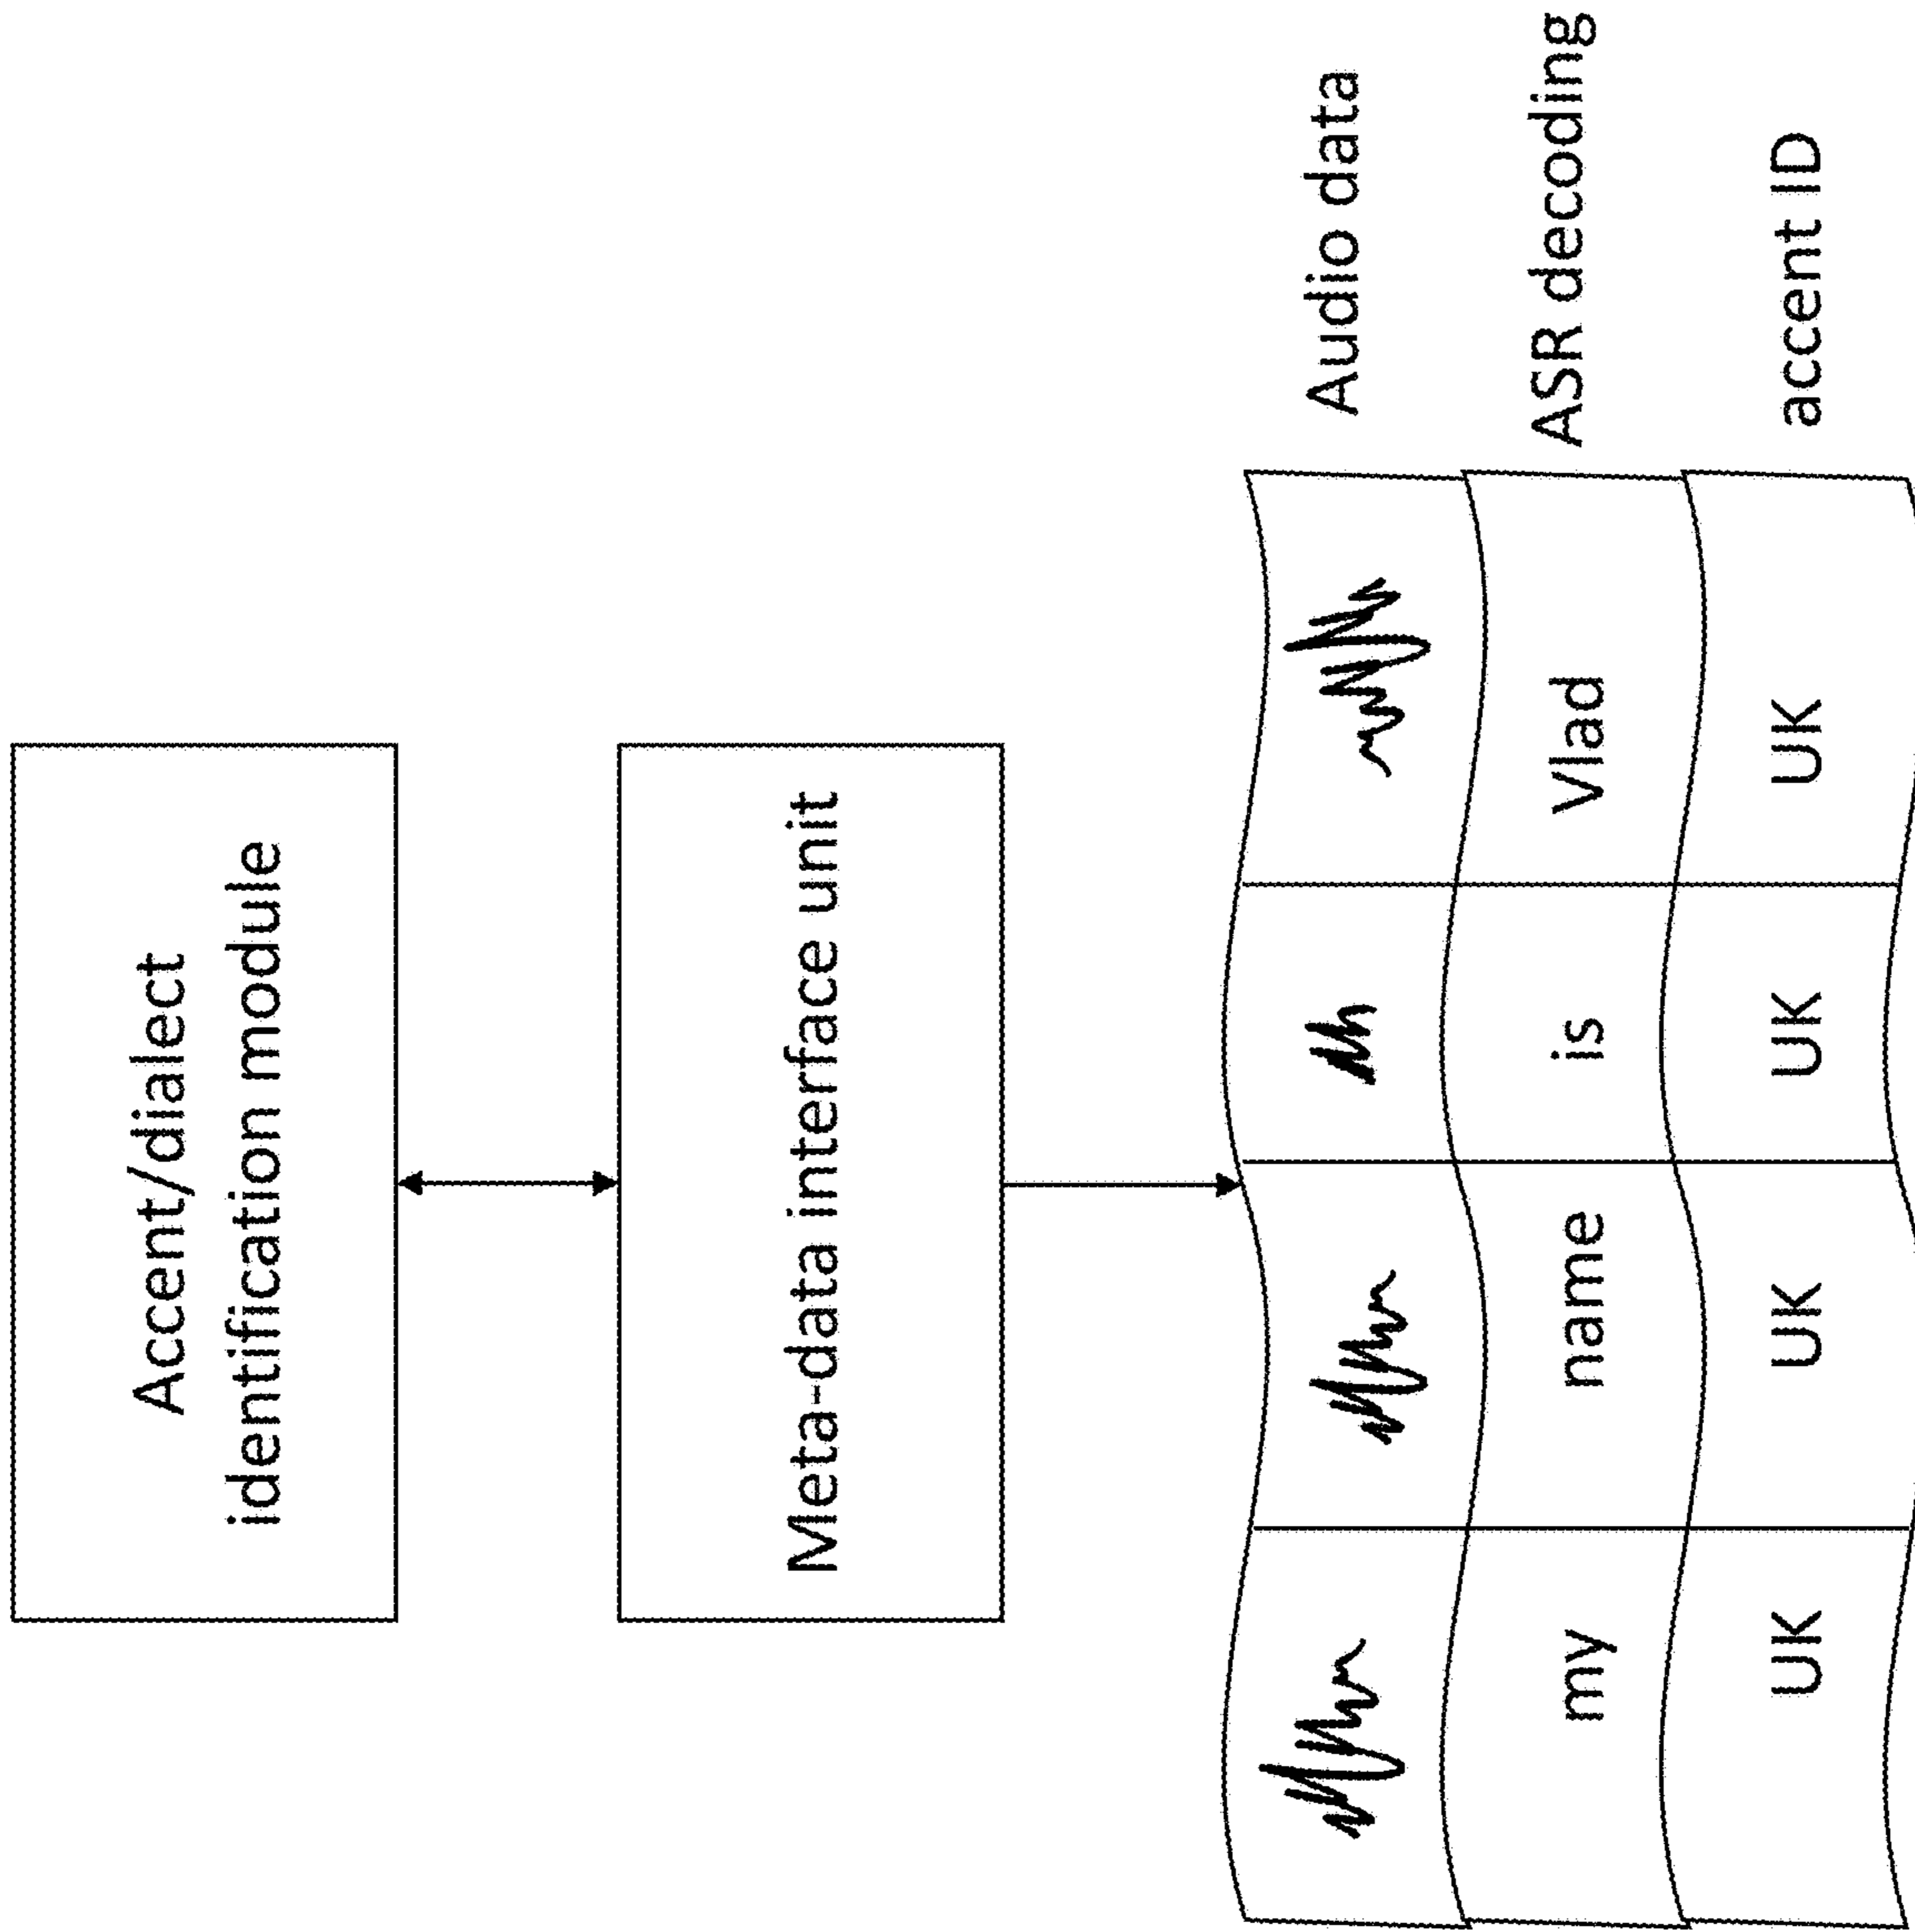 Accent/dialect
identification module
Meta-data interface unit
Audio data
my name is Vlad ASR decoding
UK UK UK UK accent ID